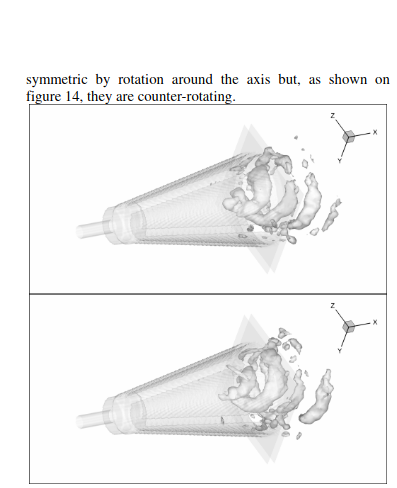 symmetric by rotation around the axis but, as shown on
figure 14, they are counter-rotating.
Z
X
Y
Z
X
Y